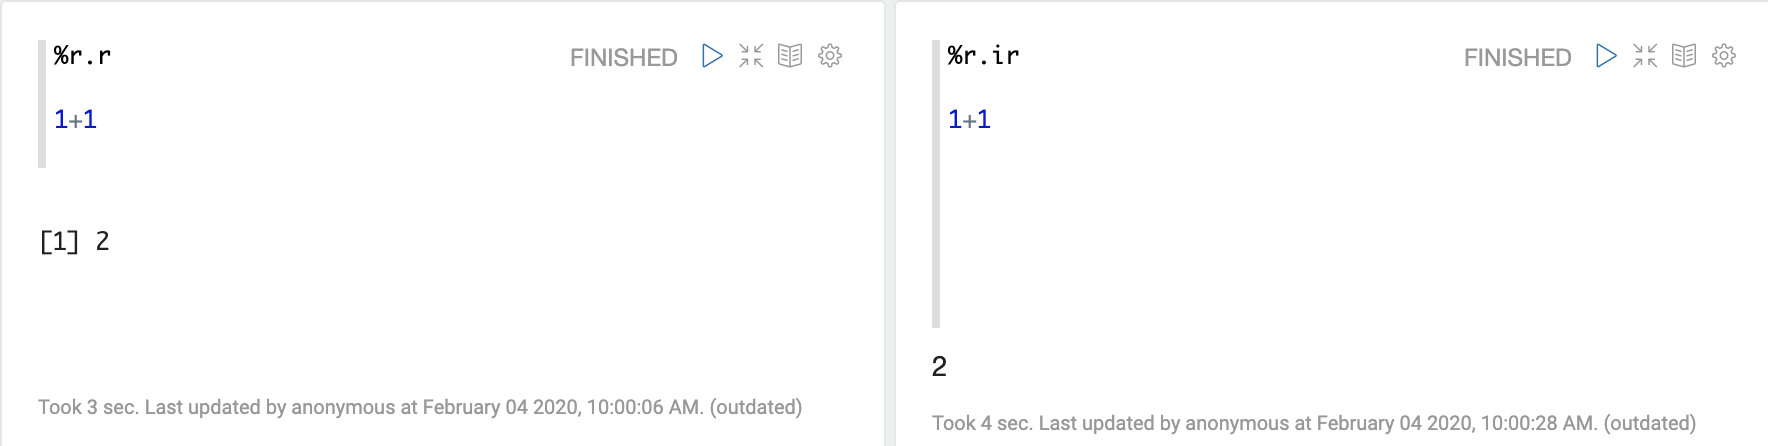 %r.r
FINISHED
1+1
[1] 2
Took 3 sec. Last updated by anonymous at February 04 2020, 10:00:06 AM. (outdated)
%r.ir
FINISHED
1+1
2
Took 4 sec. Last updated by anonymous at February 04 2020, 10:00:28 AM. (outdated)